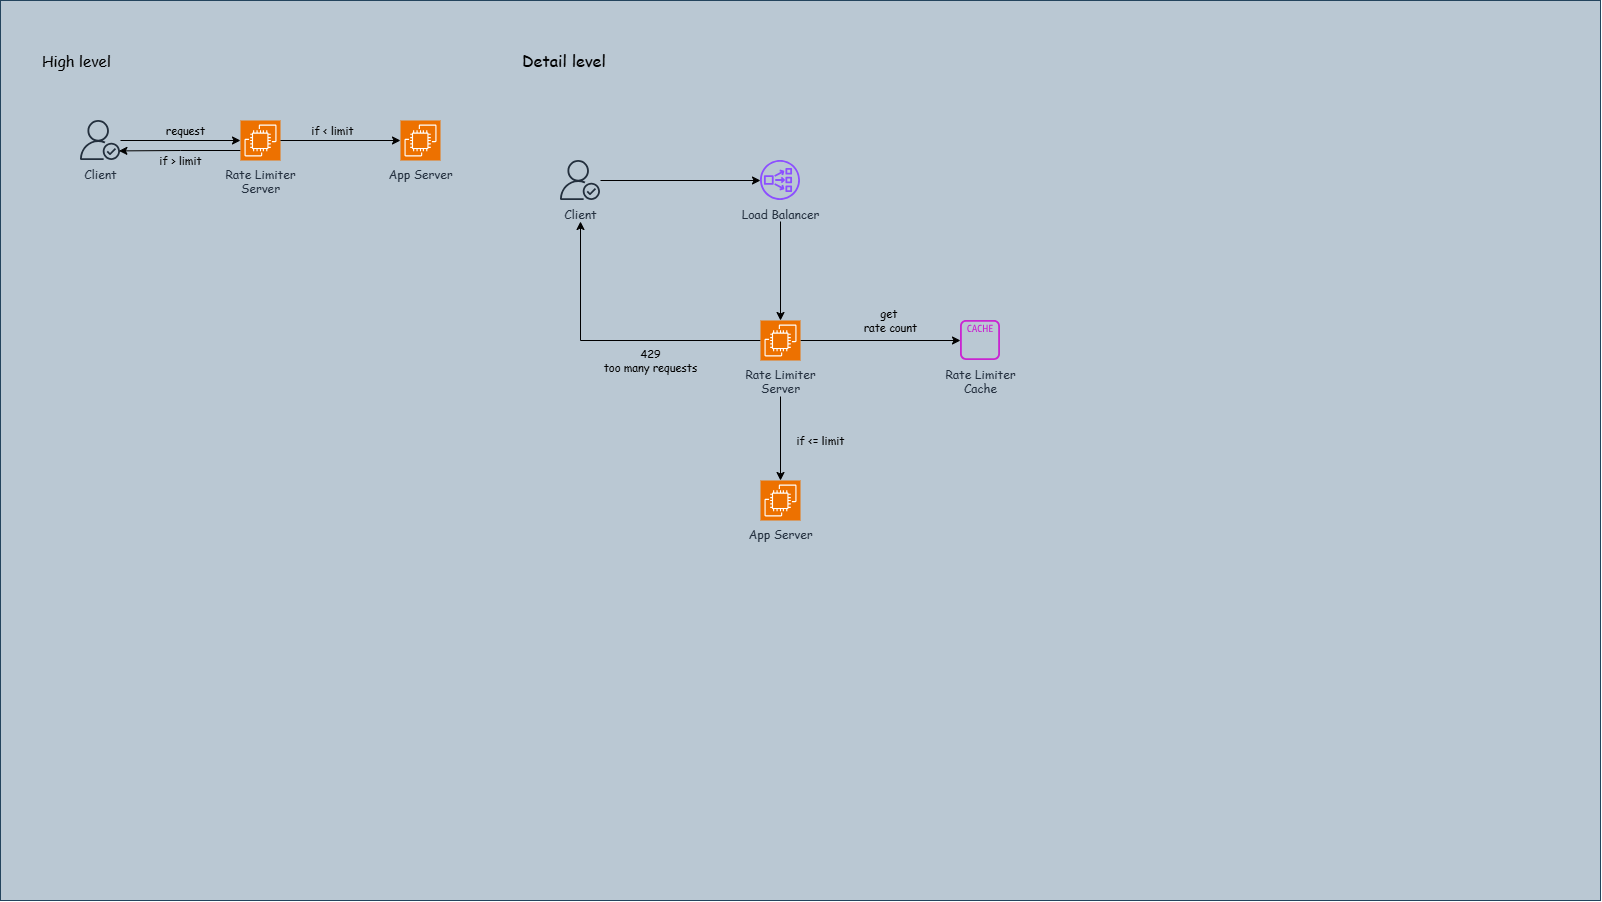 High level
request
if < limit
if > limit
Client
Rate Limiter
Server
App Server
Detail level
Client
Load Balancer
get
rate count
CACHE
429
too many requests
Rate Limiter
Server
Rate Limiter
Cache
if <= limit
App Server